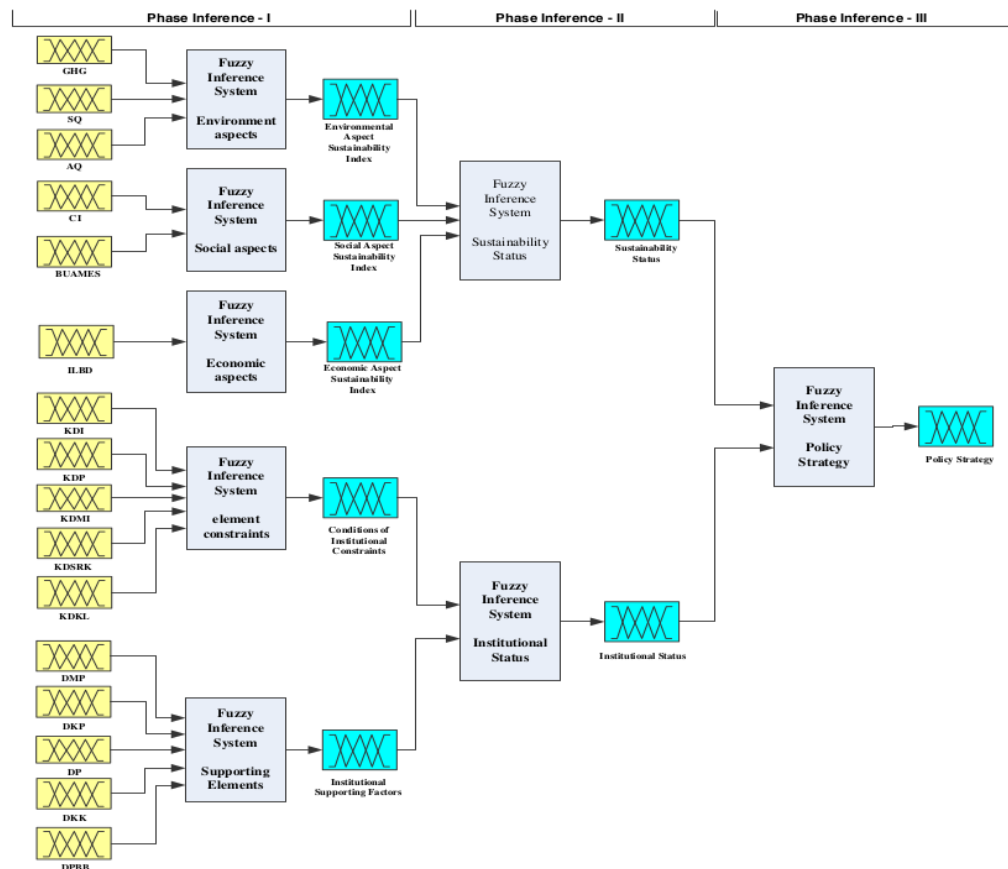 Phase Inference - I
Phase Inference - II
Phase Inference - III
GHG
SQ
AQ
CI
BUAMES
ILBD
KDI
KDP
KDMI
KDSRK
KDKL
DMP
DKP
DP
DKK
DPRB
Fuzzy
Inference
System
Environment
aspects
Fuzzy
Inference
System
Social aspects
Fuzzy
Inference
System
Economic
aspects
Fuzzy
Inference
System
element
constraints
Fuzzy
Inference
System
Supporting
Elements
Environmental
Aspect
Sustainability
Index
Social Aspect
Sustainability
Index
Economic Aspect
Sustainability
Index
Conditions of
Institutional
Constraints
Institutional
Supporting Factors
Fuzzy
Inference
System
Sustainability
Status
Fuzzy
Inference
System
Institutional
Status
Sustainability
Status
Institutional Status
Fuzzy
Inference
System
Policy
Strategy
Policy Strategy